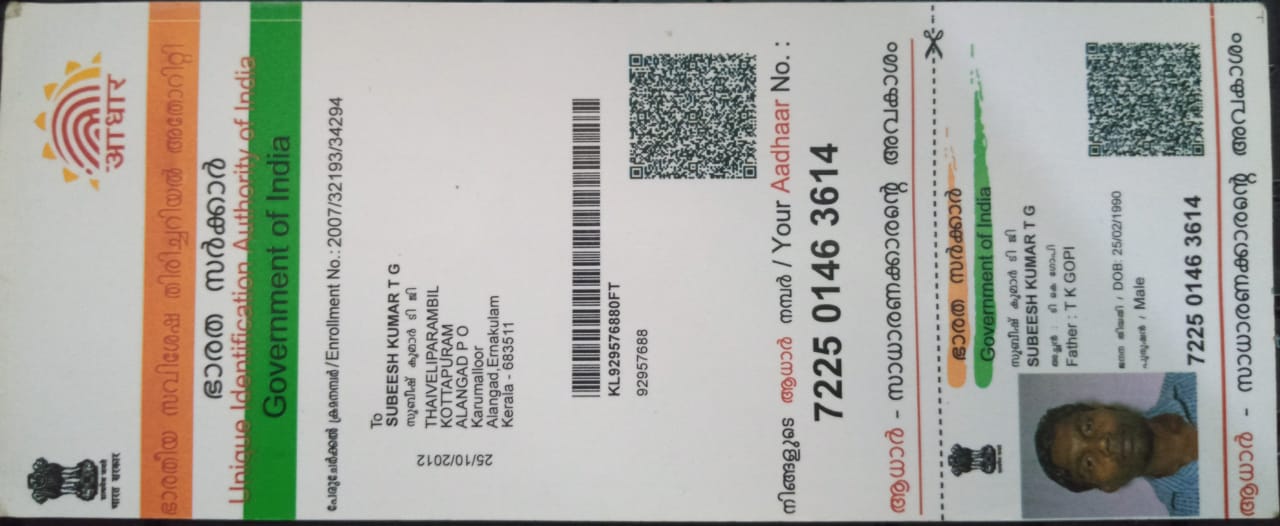 भारत सरकार
आधार
ഭാരതീയ സവിശേഷ തിരിച്ചറിയൽ അതോറിറ്റി
ഭാരത സർക്കാർ
Unique Identification Authority of India
Government of India
പേരുചേർക്കൽ ക്രമനമ്പർ / Enrollment No.: 2007/32193/34294
To
SUBEESH KUMAR T G
സുബീഷ് കുമാർ ടി ജി
THAIVELIPARAMBIL
KOTTAPURAM
ALANGAD P O
Karumalloor
Alangad,Ernakulam
Kerala - 683511
25/10/2012
KL929576880FT
92957688
നിങ്ങളുടെ ആധാർ നമ്പർ / Your Aadhaar No. :
7225 0146 3614
ആധാർ - സാധാരണക്കാരന്റെ അവകാശം
ഭാരത സർക്കാർ
Government of India
സുബീഷ് കുമാർ ടി ജി
SUBEESH KUMAR T G
അച്ഛൻ : ടി കെ ഗോപി
Father : T K GOPI
ജനന തീയതി / DOB: 25/02/1990
പുരുഷൻ / Male
7225 0146 3614
ആധാർ - സാധാരണക്കാരന്റെ അവകാശം